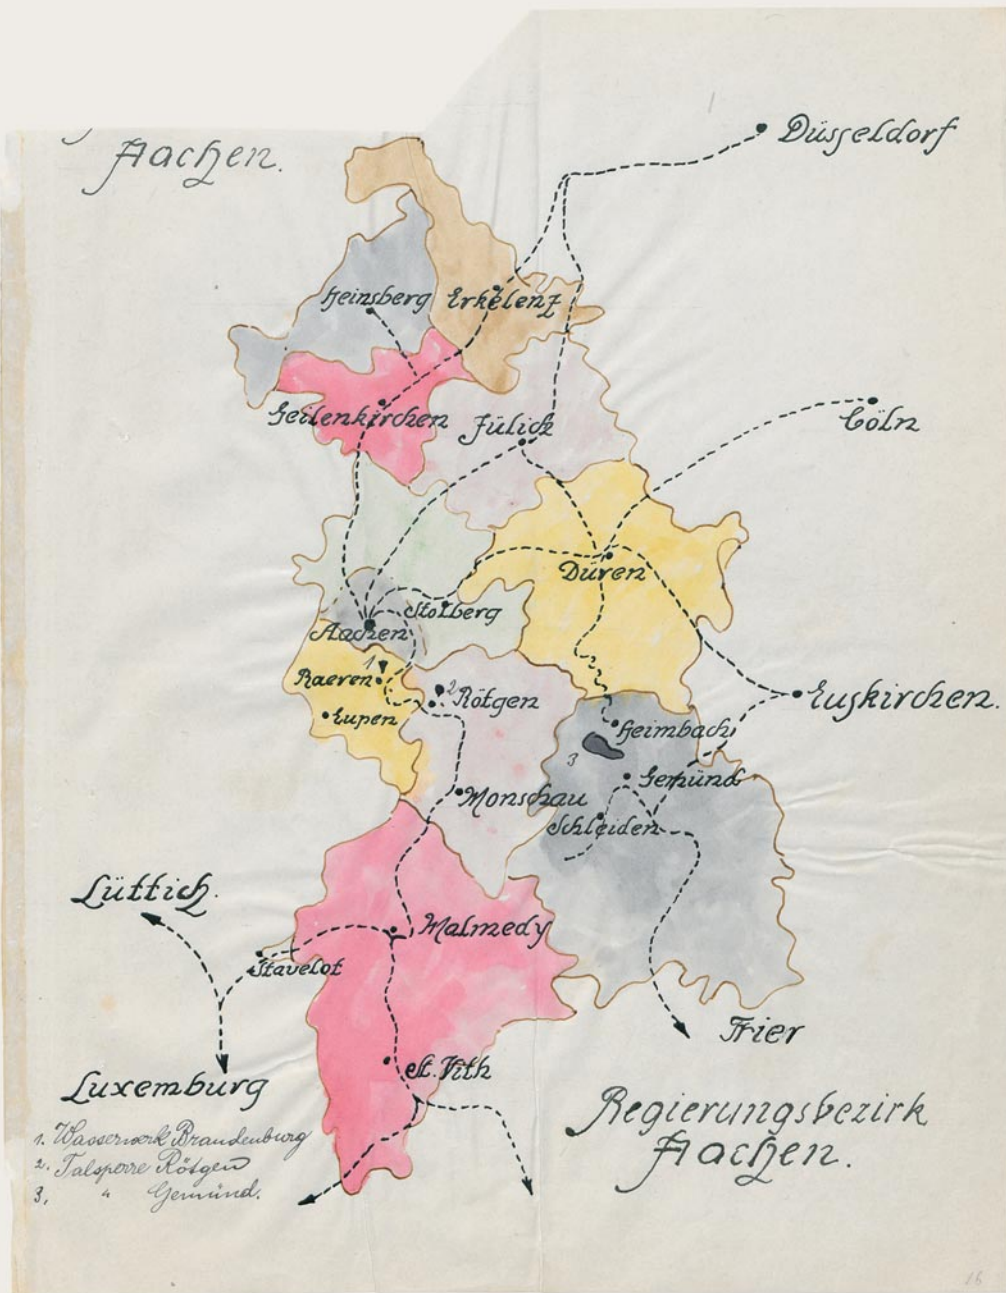 Aachen.
Düsseldorf
Heinsberg
Erkelenz
Geilenkirchen
Jülich
Cöln
Düren
Stolberg
Aachen
1
Raeren
2
Rötgen
Euskirchen.
Eupen
Heimbach
3
Gemünd
Monschau
Schleiden
Lüttich.
Malmedy
Stavelot
Trier
St. Vith
Luxemburg
Regierungsbezirk
Aachen.
1. Wasserwerk Brandenburg
2. Talsperre Rötgen
3. " Gemünd.
16